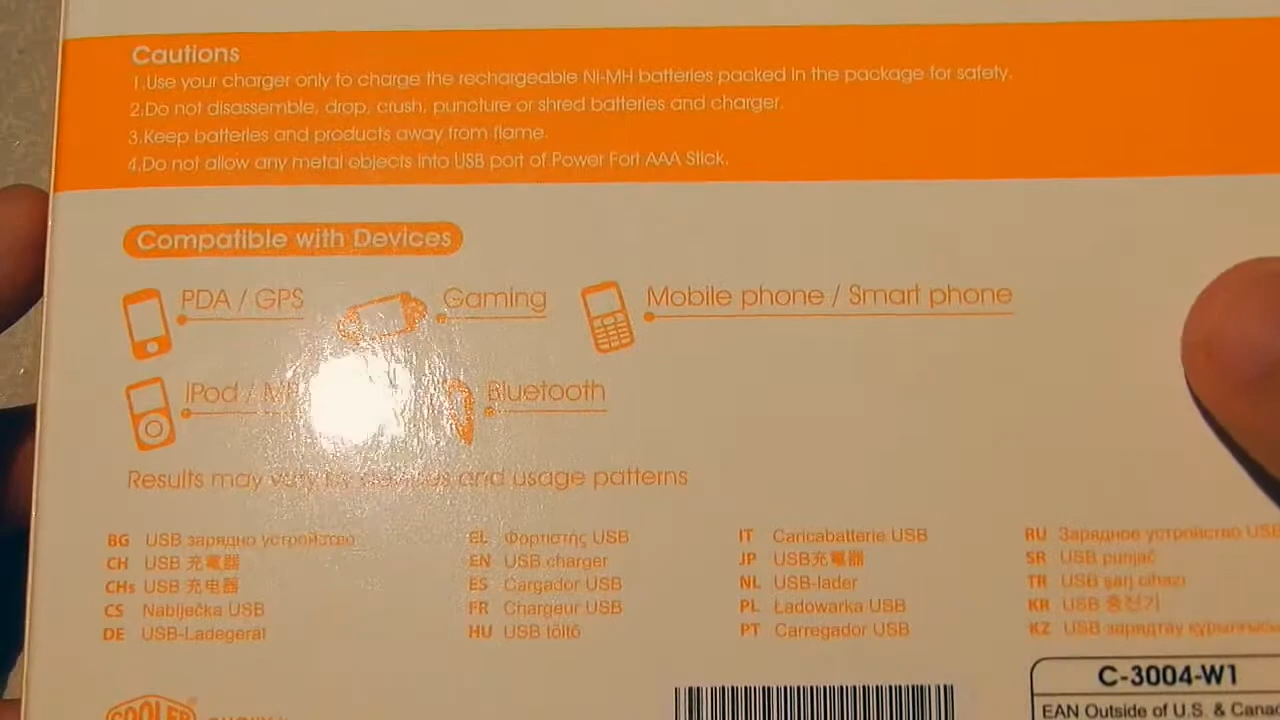 Cautions
1.Use your charger only to charge the rechargeable Ni-MH batteries packed in the package for safety.
2.Do not disassemble, drop, crush, puncture or shred batteries and charger.
3.Keep batteries and products away from flame.
4.Do not allow any metal objects into USB port of Power Fort AAA Stick.
Compatible with Devices
PDA / GPS Gaming Mobile phone / Smart phone
iPod / Bluetooth
Results may vary by devices and usage patterns
BG USB зарядно устройство EL Φορτιστής USB IT Caricabatterie USB RU Зарядное устройство USB
CH USB 充電器 EN USB charger JP USB充電器 SR USB punjač
CHs USB 充电器 ES Cargador USB NL USB-lader TR USB şarj cihazı
CS Nabíječka USB FR Chargeur USB PL Ładowarka USB KR USB 충전기
DE USB-Ladegerät HU USB töltő PT Carregador USB KZ USB зарядтау
C-3004-W1
COOLER EAN Outside of U.S. &